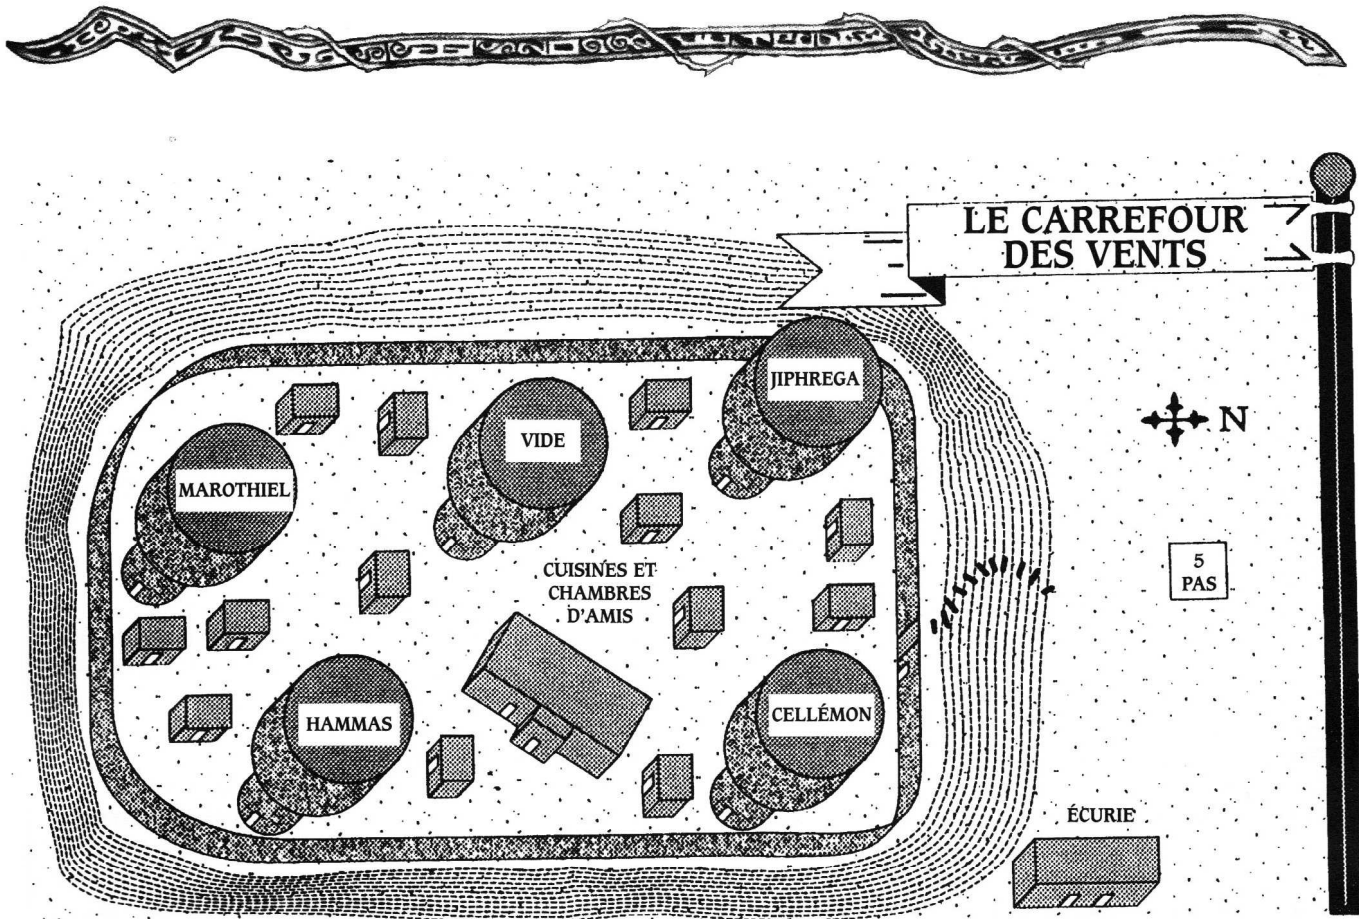 LE CARREFOUR
DES VENTS
JIPHREGA
VIDE
N
MAROTHIEL
CUISINES ET
CHAMBRES
D'AMIS
5
PAS
HAMMAS
CELLÉMON
ÉCURIE